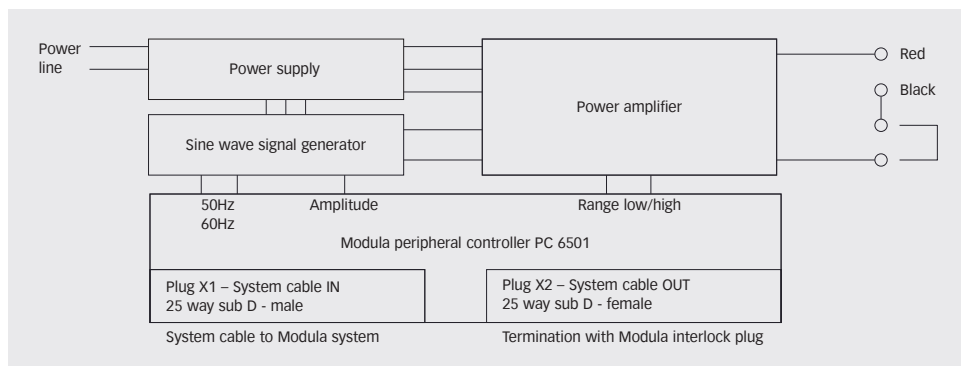 Power
line
Power supply
Power amplifier
Red
Black
Sine wave signal generator
50Hz
60Hz
Amplitude
Range low/high
Modula peripheral controller PC 6501
Plug X1 – System cable IN
25 way sub D - male
Plug X2 – System cable OUT
25 way sub D - female
System cable to Modula system
Termination with Modula interlock plug